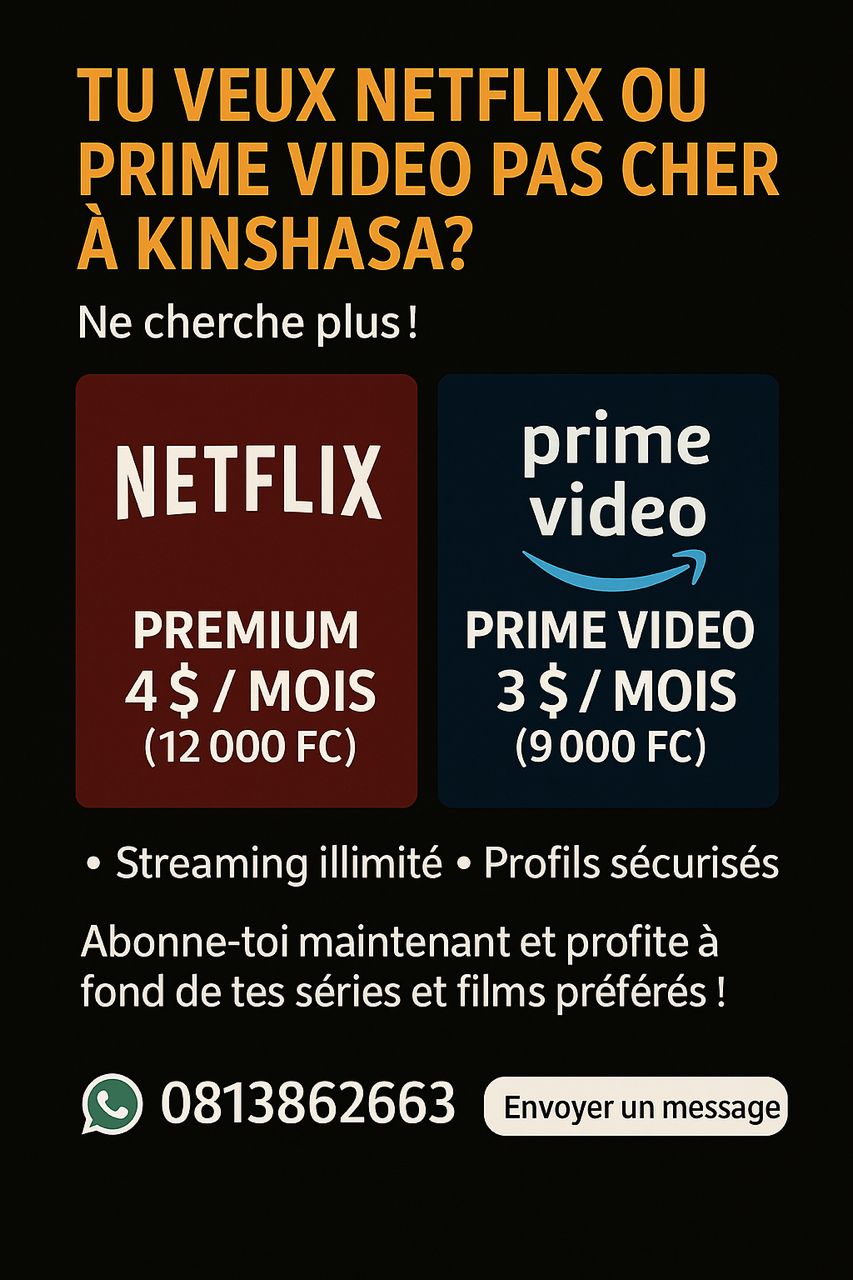 TU VEUX NETFLIX OU
PRIME VIDEO PAS CHER
À KINSHASA?
Ne cherche plus !
NETFLIX
PREMIUM
4 $ / MOIS
(12 000 FC)
prime
video
PRIME VIDEO
3 $ / MOIS
(9 000 FC)
• Streaming illimité • Profils sécurisés
Abonne-toi maintenant et profite à
fond de tes séries et films préférés !
0813862663
Envoyer un message